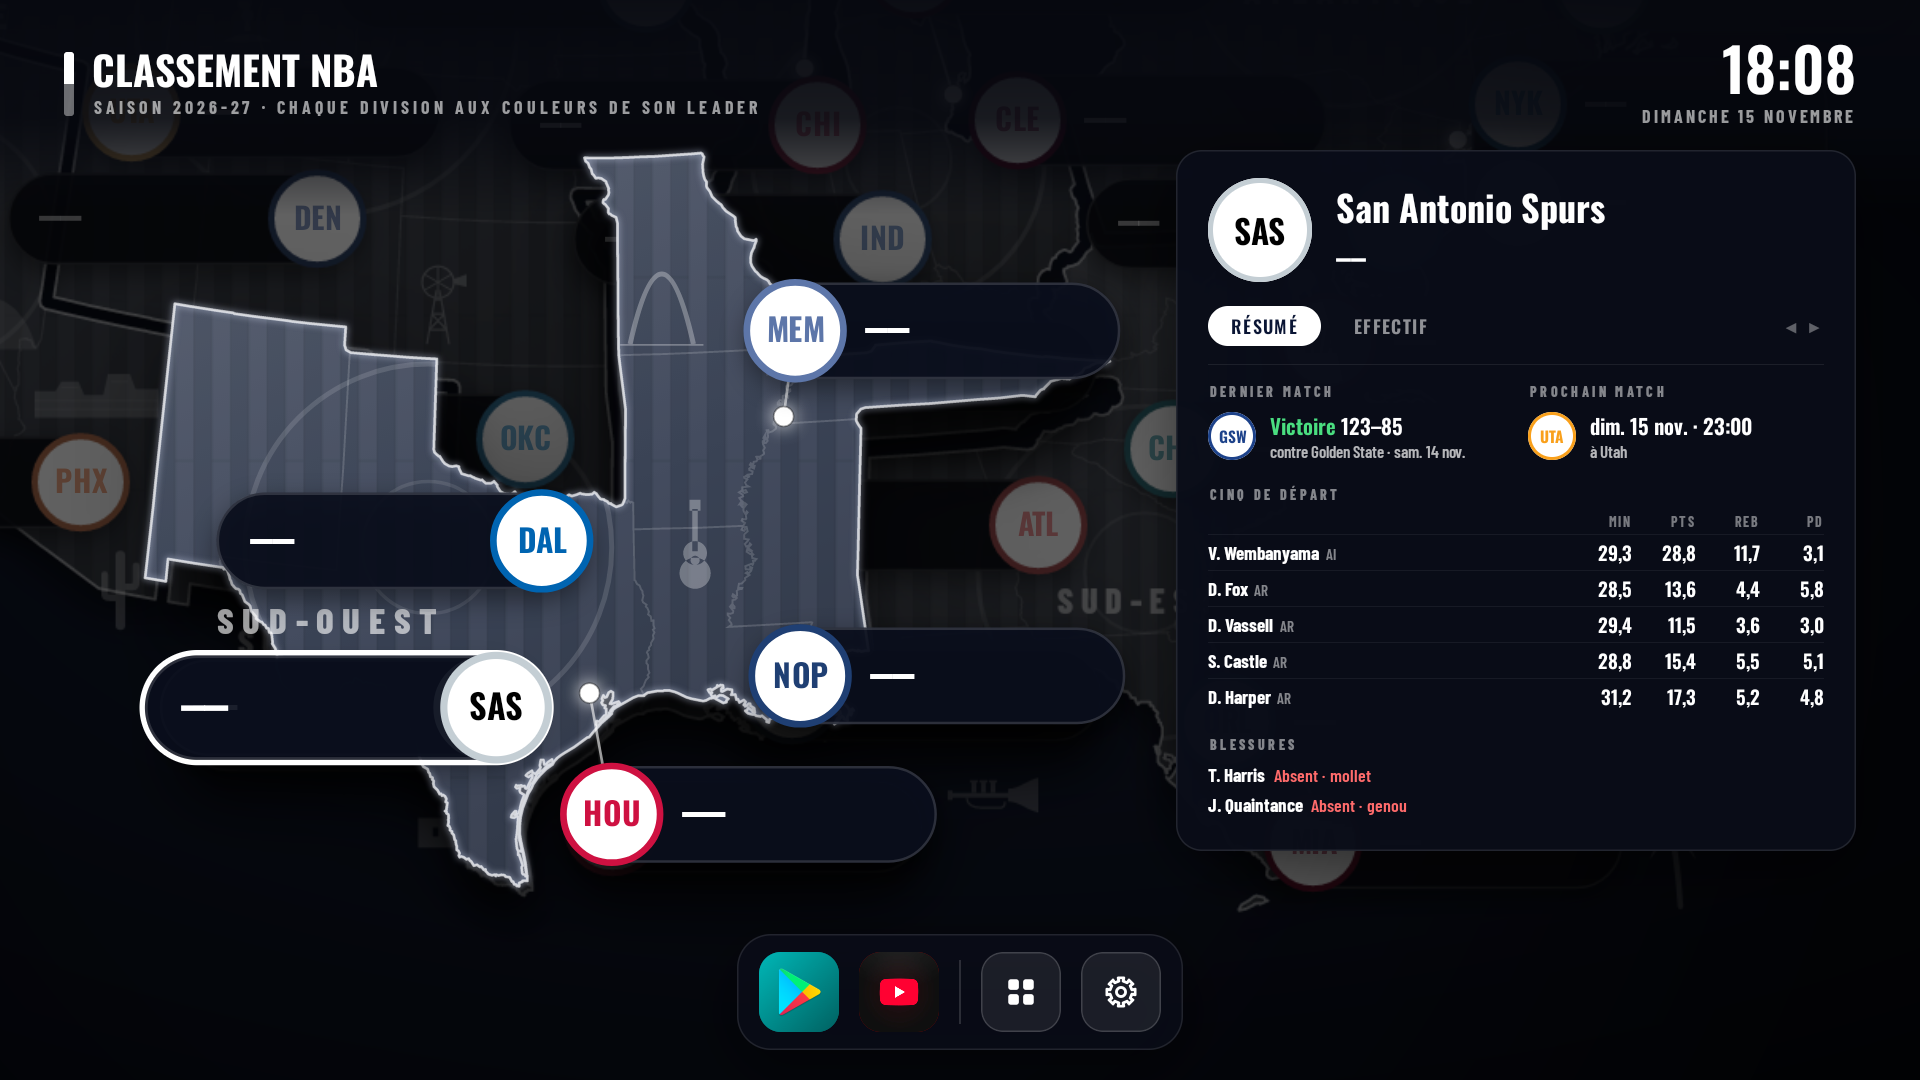 CLASSEMENT NBA
SAISON 2026-27 · CHAQUE DIVISION AUX COULEURS DE SON LEADER
18:08
DIMANCHE 15 NOVEMBRE
CHI
CLE
NYK
DEN
IND
MEM
OKC
PHX
DAL
ATL
SUD-OUEST
SAS
NOP
HOU
SAS
San Antonio Spurs
RÉSUMÉ
EFFECTIF
DERNIER MATCH
GSW
Victoire 123–85
contre Golden State · sam. 14 nov.
PROCHAIN MATCH
UTA
dim. 15 nov. · 23:00
à Utah
CINQ DE DÉPART
MIN PTS REB PD
V. Wembanyama AI 29,3 28,8 11,7 3,1
D. Fox AR 28,5 13,6 4,4 5,8
D. Vassell AR 29,4 11,5 3,6 3,0
S. Castle AR 28,8 15,4 5,5 5,1
D. Harper AR 31,2 17,3 5,2 4,8
BLESSURES
T. Harris Absent · mollet
J. Quaintance Absent · genou